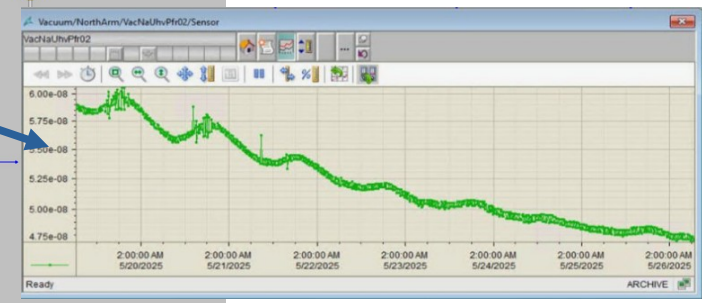 Vacuum/NorthArm/VacNaUhvPfr02/Sensor
VacNaUhvPfr02
...
%
6.00e-08
5.75e-08
5.50e-08
5.25e-08
5.00e-08
4.75e-08
2:00:00 AM 2:00:00 AM 2:00:00 AM 2:00:00 AM 2:00:00 AM 2:00:00 AM 2:00:00 AM
5/20/2025 5/21/2025 5/22/2025 5/23/2025 5/24/2025 5/25/2025 5/26/2025
Ready ARCHIVE